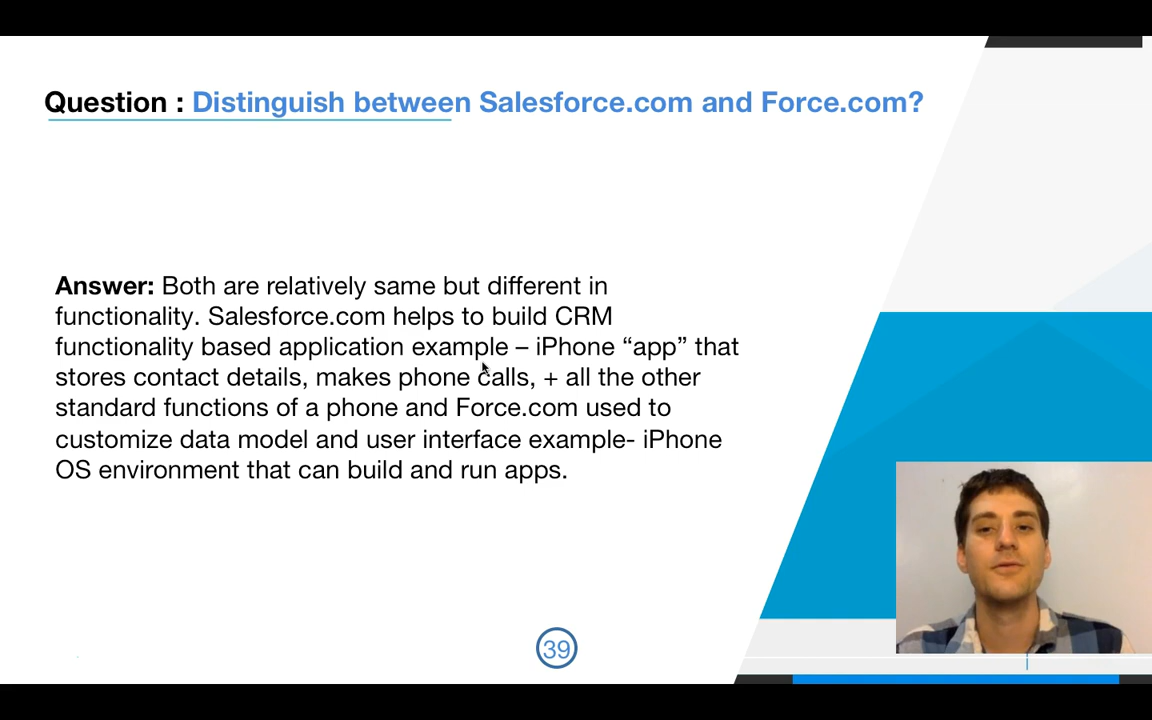 Question : Distinguish between Salesforce.com and Force.com?
Answer: Both are relatively same but different in
functionality. Salesforce.com helps to build CRM
functionality based application example – iPhone “app” that
stores contact details, makes phone calls, + all the other
standard functions of a phone and Force.com used to
customize data model and user interface example- iPhone
OS environment that can build and run apps.
39